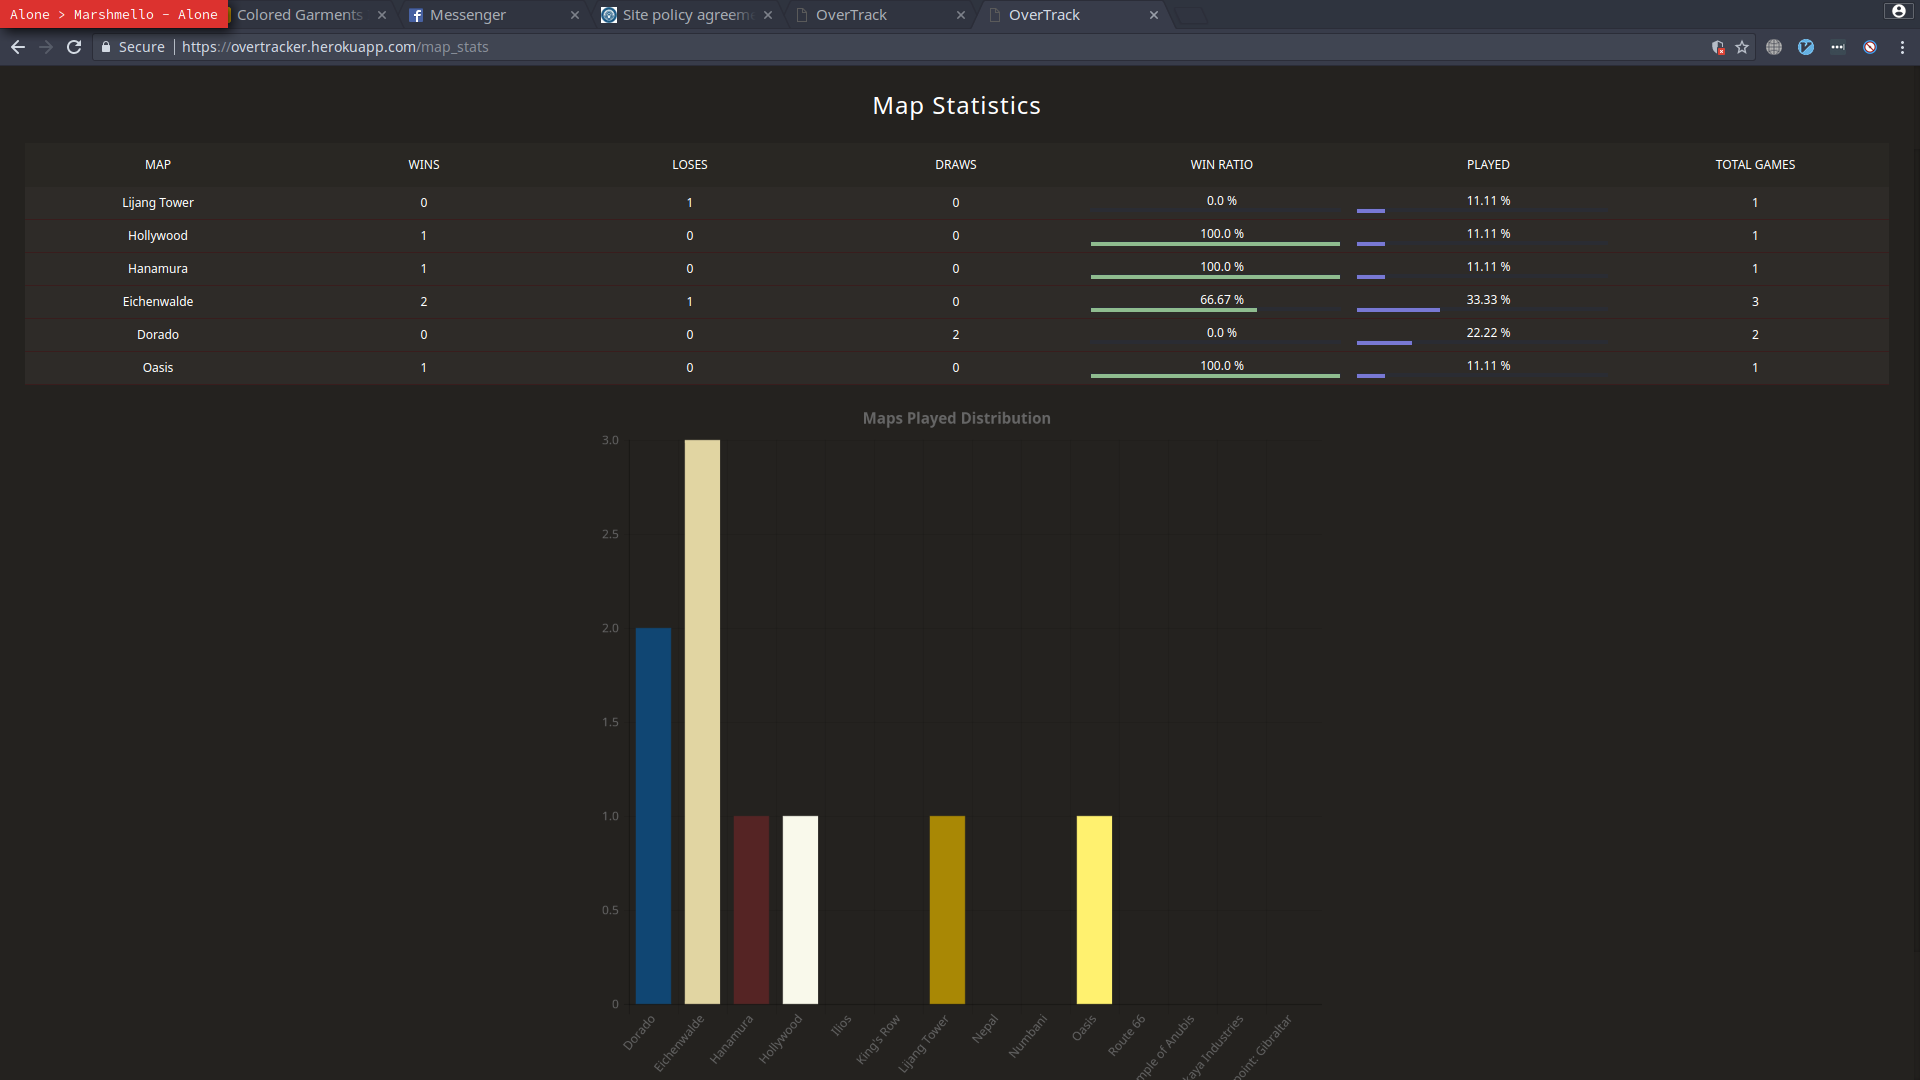 Alone > Marshmello - Alone
Colored Garments
Messenger
Site policy agreem
OverTrack
OverTrack
Secure
https://overtracker.herokuapp.com/map_stats
Map Statistics
MAP WINS LOSES DRAWS WIN RATIO PLAYED TOTAL GAMES
Lijang Tower 0 1 0 0.0 % 11.11 % 1
Hollywood 1 0 0 100.0 % 11.11 % 1
Hanamura 1 0 0 100.0 % 11.11 % 1
Eichenwalde 2 1 0 66.67 % 33.33 % 3
Dorado 0 0 2 0.0 % 22.22 % 2
Oasis 1 0 0 100.0 % 11.11 % 1
Maps Played Distribution
3.0
2.5
2.0
1.5
1.0
0.5
0
Dorado
Eichenwalde
Hanamura
Hollywood
Ilios
King's Row
Lijang Tower
Nepal
Numbani
Oasis
Route 66
mple of Anubis
kaya Industries
point: Gibraltar